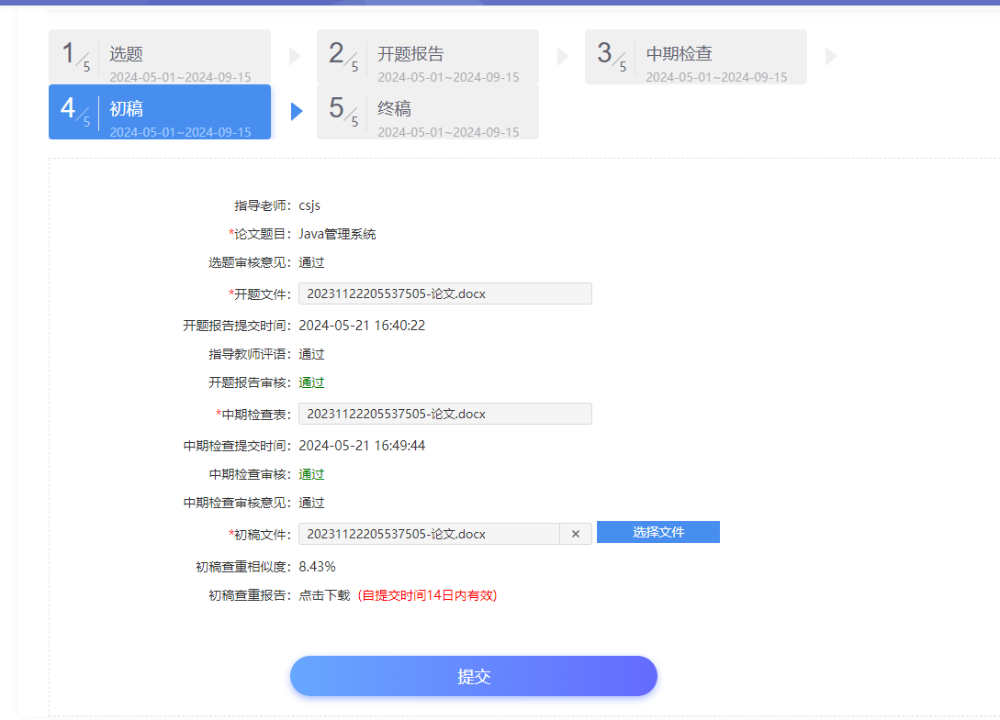 1/5 选题
2024-05-01~2024-09-15
2/5 开题报告
2024-05-01~2024-09-15
3/5 中期检查
2024-05-01~2024-09-15
4/5 初稿
2024-05-01~2024-09-15
5/5 终稿
2024-05-01~2024-09-15
指导老师：csjs
*论文题目：Java管理系统
选题审核意见：通过
*开题文件：20231122205537505-论文.docx
开题报告提交时间：2024-05-21 16:40:22
指导教师评语：通过
开题报告审核：通过
*中期检查表：20231122205537505-论文.docx
中期检查提交时间：2024-05-21 16:49:44
中期检查审核：通过
中期检查审核意见：通过
*初稿文件：20231122205537505-论文.docx × 选择文件
初稿查重相似度：8.43%
初稿查重报告：点击下载 (自提交时间14日内有效)
提交